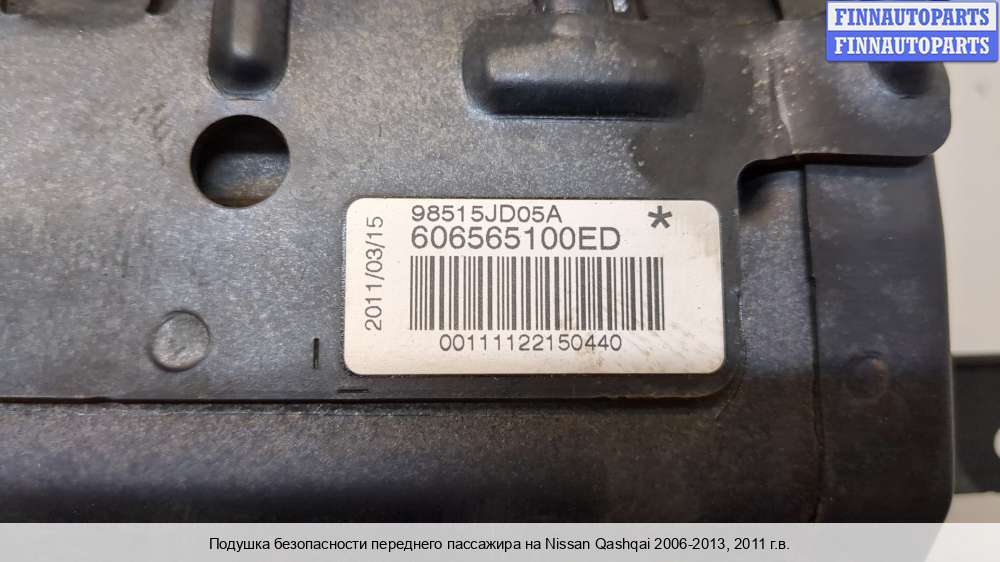 FINNAUTOPARTS
FINNAUTOPARTS
98515JD05A *
606565100ED
2011/03/15
00111122150440
Подушка безопасности переднего пассажира на Nissan Qashqai 2006-2013, 2011 г.в.